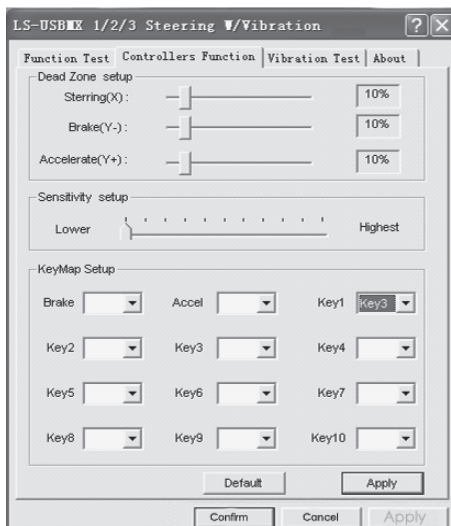 LS-USBMX 1/2/3 Steering W/Vibration
Function Test Controllers Function Vibration Test About
Dead Zone setup
Sterring(X) : 10%
Brake(Y-) : 10%
Accelerate(Y+) : 10%
Sensitivity setup
Lower Highest
KeyMap Setup
Brake Accel Key1 Key3
Key2 Key3 Key4
Key5 Key6 Key7
Key8 Key9 Key10
Default Apply
Confirm Cancel Apply